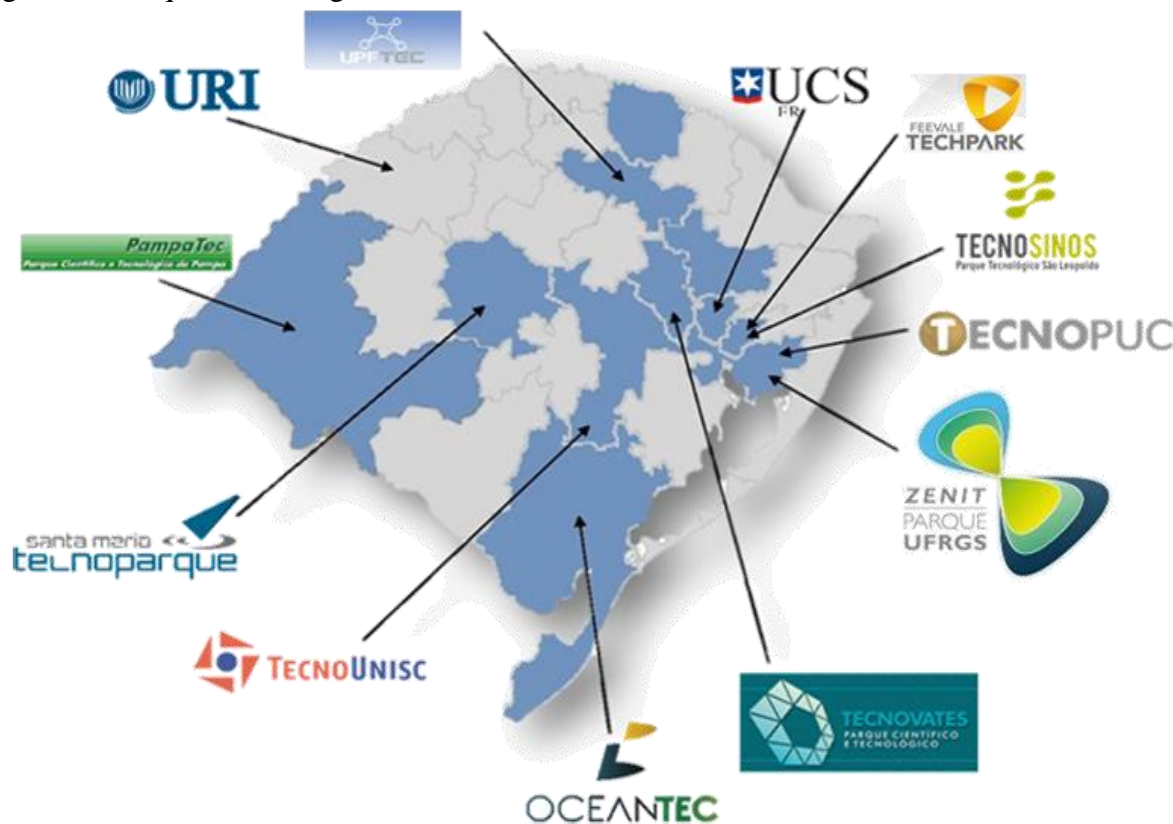 UPFTEC
URI
UCS
FEEVALE
TECHPARK
PampaTec
Parque Científico e Tecnológico do Pampa
TECNOSINOS
Parque Tecnológico São Leopoldo
TECNOPUC
ZENIT
PARQUE
UFRGS
santa maria
tecnoparque
TECNOUNISC
TECNOVATES
PARQUE CIENTÍFICO
E TECNOLÓGICO
OCEANTEC